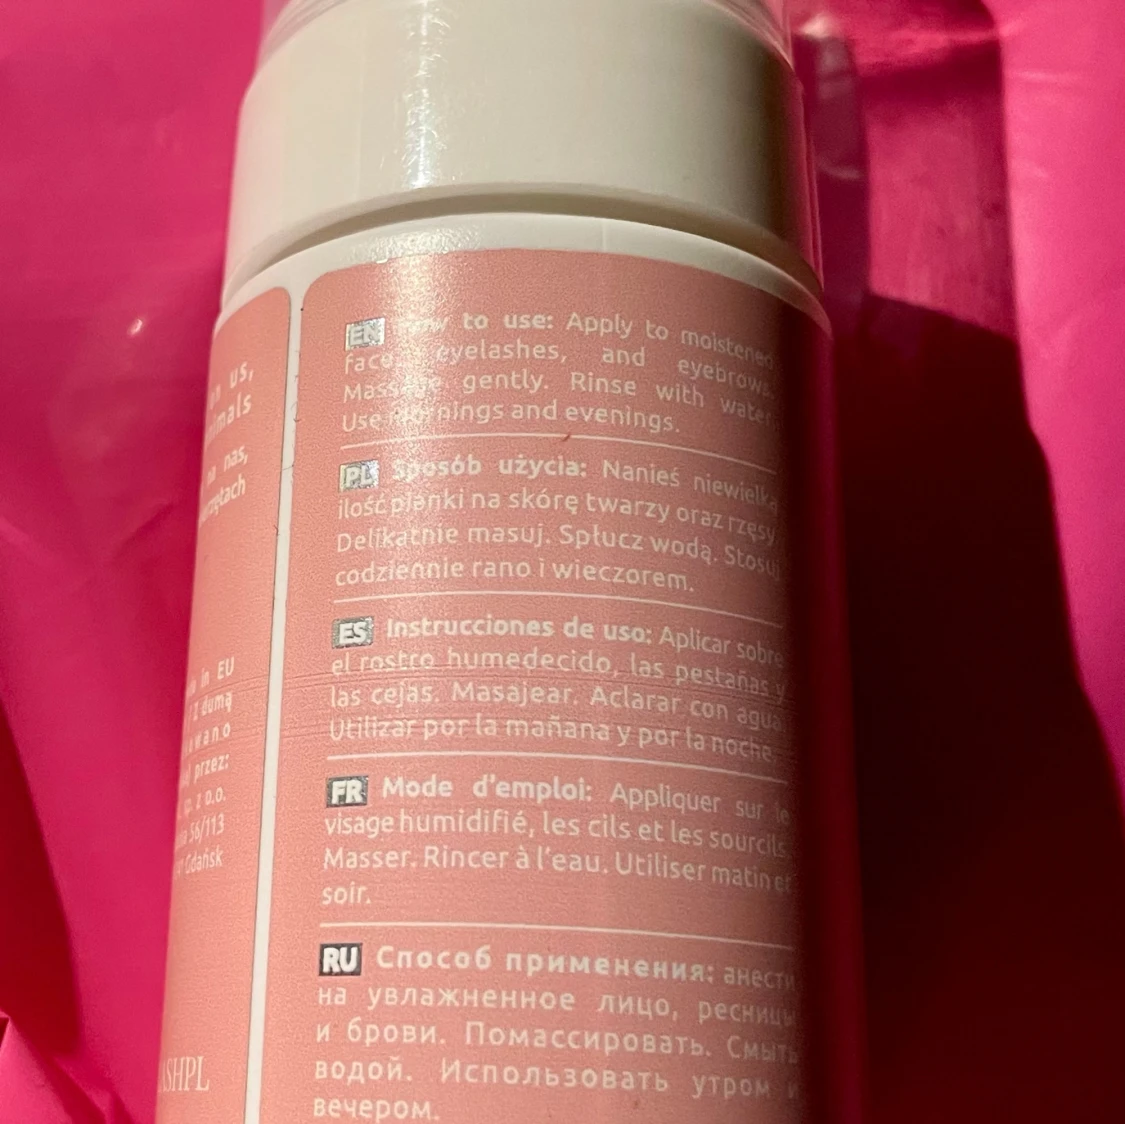 us,
nas,
in EU
z dumą
przez:
sp. z o.o.
56/113
Gdańsk
EN How to use: Apply to moistened
face, eyelashes, and eyebrows.
Massage gently. Rinse with water.
Use mornings and evenings.
PL Sposób użycia: Nanieś niewielką
ilość pianki na skórę twarzy oraz rzęsy.
Delikatnie masuj. Spłucz wodą. Stosuj
codziennie rano i wieczorem.
ES Instrucciones de uso: Aplicar sobre
el rostro humedecido, las pestañas y
las cejas. Masajear. Aclarar con agua.
Utilizar por la mañana y por la noche.
FR Mode d'emploi: Appliquer sur le
visage humidifié, les cils et les sourcils.
Masser. Rincer à l'eau. Utiliser matin et
soir.
RU Способ применения: анести
на увлажненное лицо, ресницы
и брови. Помассировать. Смыть
водой. Использовать утром и
вечером.